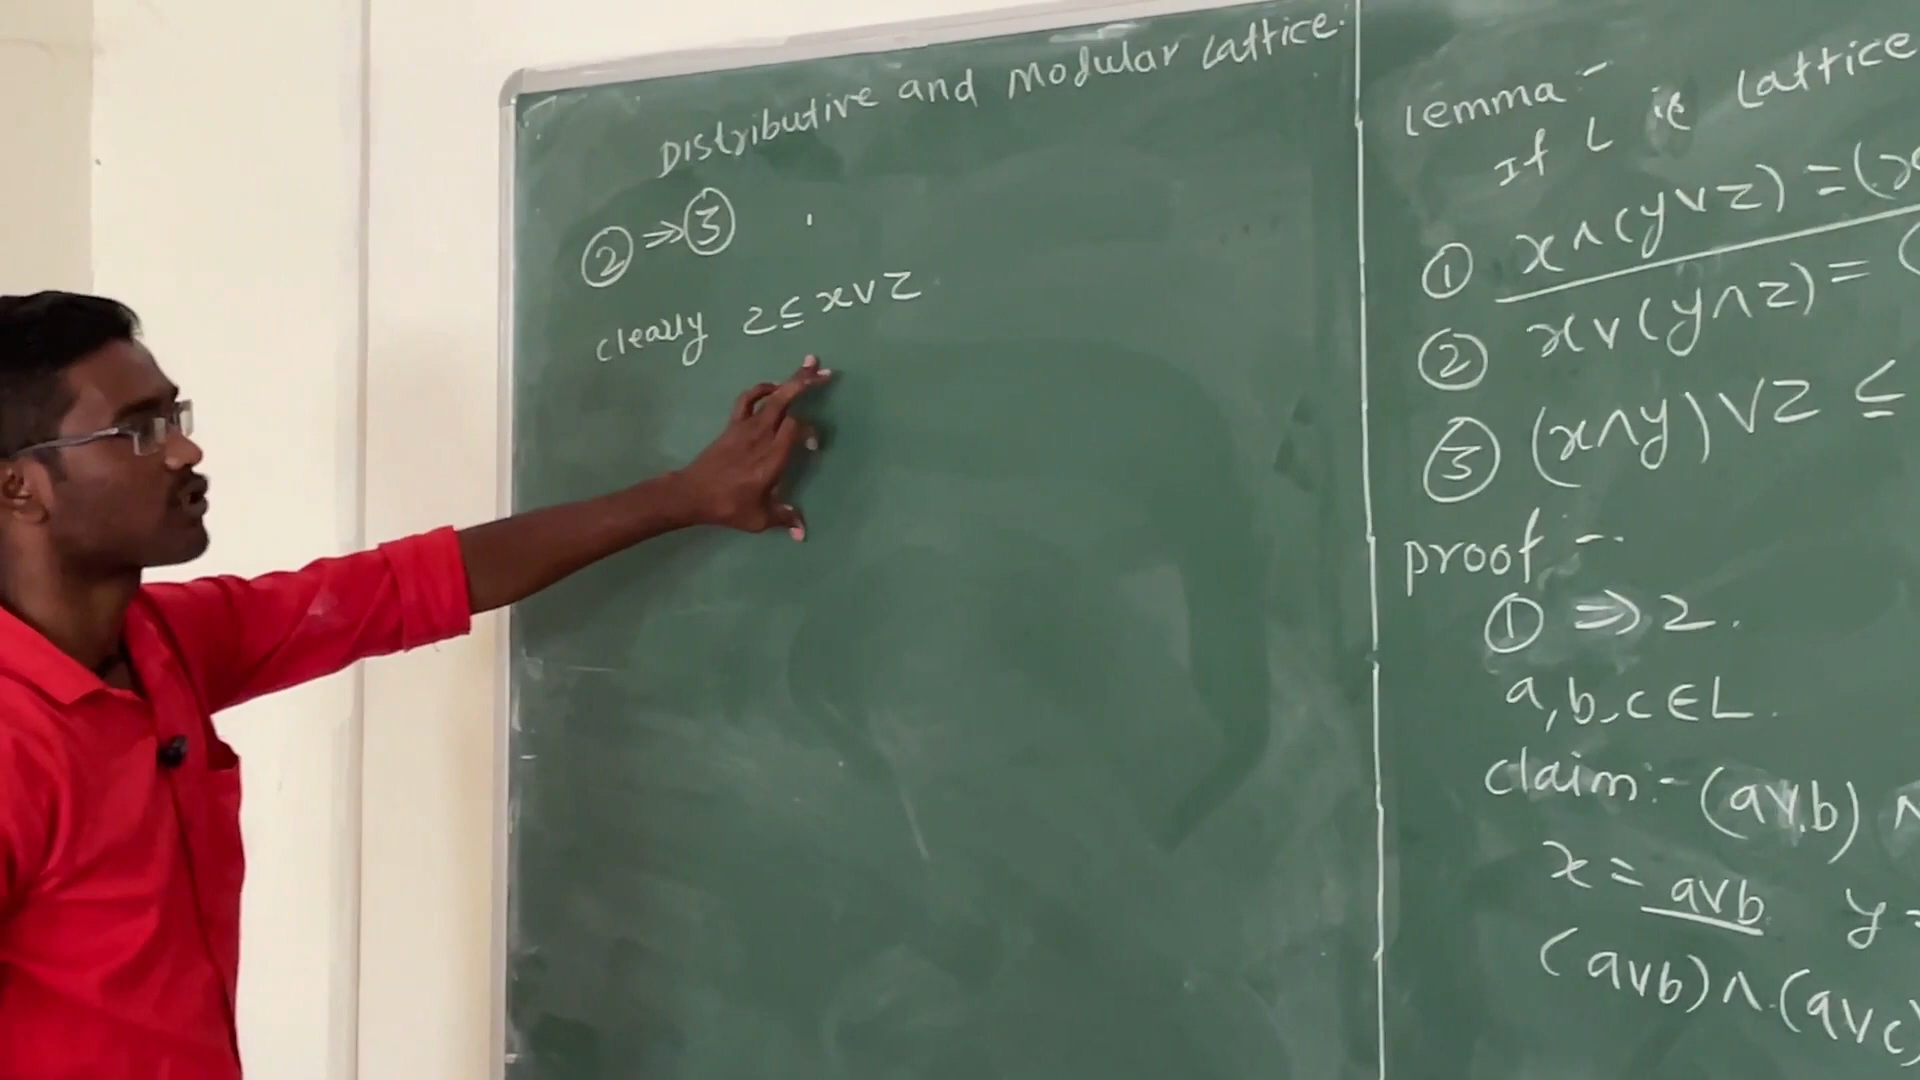 Distributive and Modular Lattice.
② ⇒ ③
clearly z ≤ x∨z
Lemma -
If L is Lattice
① x∧(y∨z) = (x
② x∨(y∧z) = (
③ (x∧y)∨z ≤
proof -
① ⇒ 2.
a, b, c ∈ L.
claim :- (a∨b) ∧
x = a∨b y =
(a∨b)∧(a∨c)